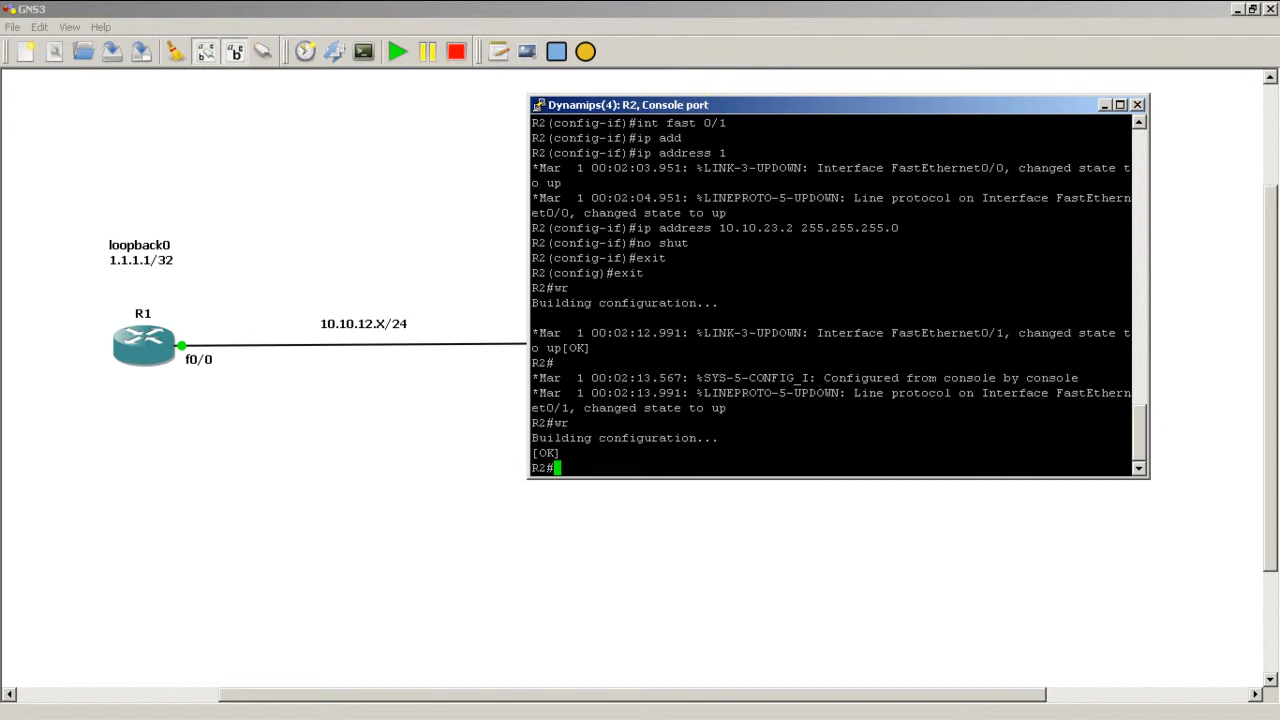 GNS3
File Edit View Help
loopback0
1.1.1.1/32
R1
10.10.12.X/24
f0/0
Dynamips(4): R2, Console port
R2(config-if)#int fast 0/1
R2(config-if)#ip add
R2(config-if)#ip address 1
*Mar  1 00:02:03.951: %LINK-3-UPDOWN: Interface FastEthernet0/0, changed state t
o up
*Mar  1 00:02:04.951: %LINEPROTO-5-UPDOWN: Line protocol on Interface FastEthern
et0/0, changed state to up
R2(config-if)#ip address 10.10.23.2 255.255.255.0
R2(config-if)#no shut
R2(config-if)#exit
R2(config)#exit
R2#wr
Building configuration...
*Mar  1 00:02:12.991: %LINK-3-UPDOWN: Interface FastEthernet0/1, changed state t
o up[OK]
R2#
*Mar  1 00:02:13.567: %SYS-5-CONFIG_I: Configured from console by console
*Mar  1 00:02:13.991: %LINEPROTO-5-UPDOWN: Line protocol on Interface FastEthern
et0/1, changed state to up
R2#wr
Building configuration...
[OK]
R2#